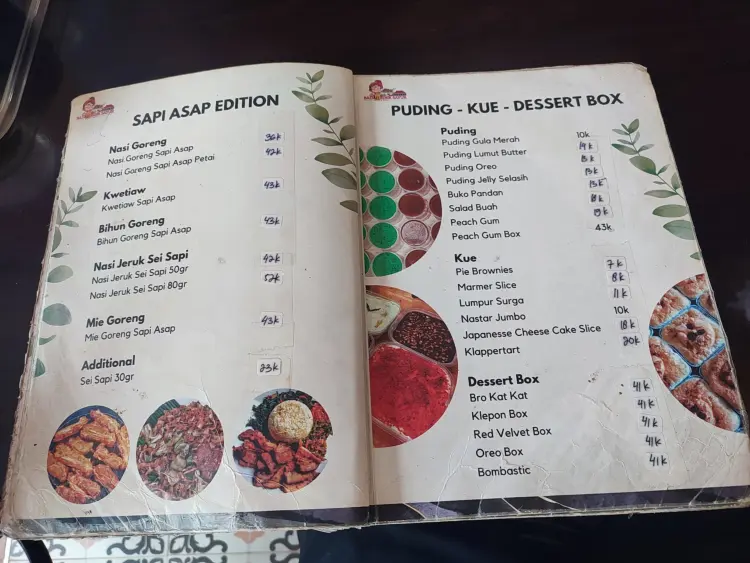 SAPI ASAP EDITION
Nasi Goreng
Nasi Goreng Sapi Asap 36k
Nasi Goreng Sapi Asap Petai 42k
Kwetiaw
Kwetiaw Sapi Asap 43k
Bihun Goreng
Bihun Goreng Sapi Asap 43k
Nasi Jeruk Sei Sapi
Nasi Jeruk Sei Sapi 50gr 42k
Nasi Jeruk Sei Sapi 80gr 52k
Mie Goreng
Mie Goreng Sapi Asap 43k
Additional
Sei Sapi 30gr 23k
PUDING - KUE - DESSERT BOX
Puding
Puding Gula Merah 10k
Puding Lumut Butter 19k
Puding Oreo
Puding Jelly Selasih 13k
Buko Pandan 13k
Salad Buah
Peach Gum 19k
Peach Gum Box 43k
Kue
Pie Brownies 7k
Marmer Slice 8k
Lumpur Surga 11k
Nastar Jumbo 10k
Japanesse Cheese Cake Slice 18k
Klappertart 20k
Dessert Box
Bro Kat Kat 41k
Klepon Box 41k
Red Velvet Box 41k
Oreo Box 41k
Bombastic 41k